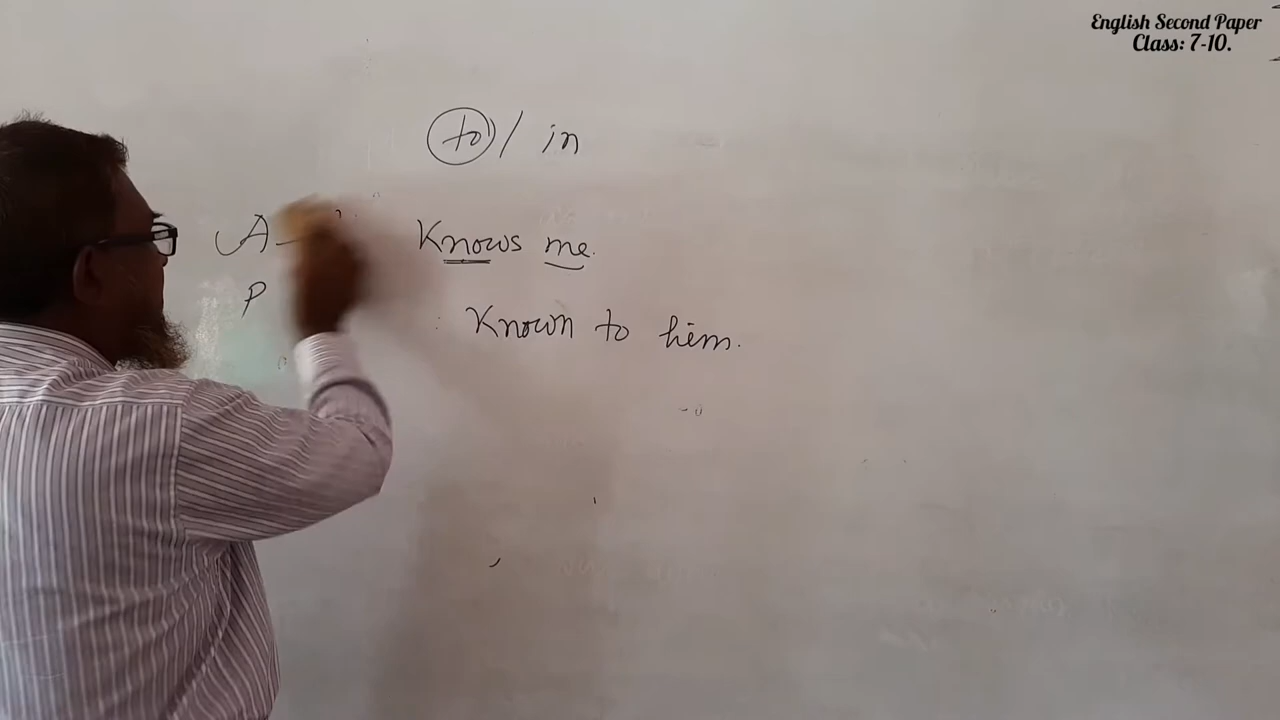 English Second Paper
Class: 7-10.
to / in
A - Knows me.
P Known to him.